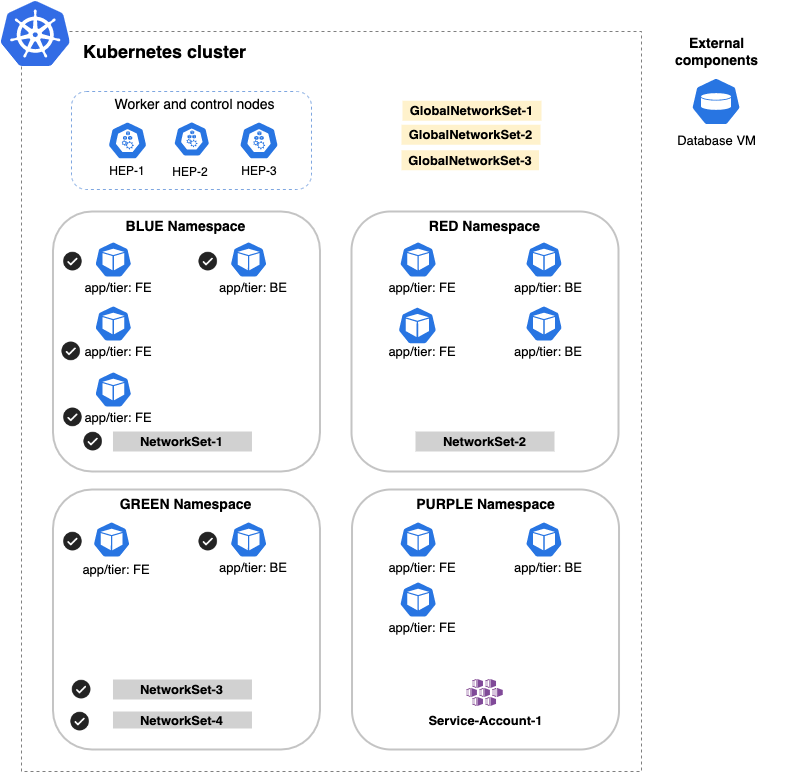 Kubernetes cluster
External
components
Database VM
Worker and control nodes
HEP-1
HEP-2
HEP-3
GlobalNetworkSet-1
GlobalNetworkSet-2
GlobalNetworkSet-3
BLUE Namespace
app/tier: FE
app/tier: BE
app/tier: FE
app/tier: FE
NetworkSet-1
RED Namespace
app/tier: FE
app/tier: BE
app/tier: FE
app/tier: BE
NetworkSet-2
GREEN Namespace
app/tier: FE
app/tier: BE
NetworkSet-3
NetworkSet-4
PURPLE Namespace
app/tier: FE
app/tier: BE
app/tier: FE
Service-Account-1